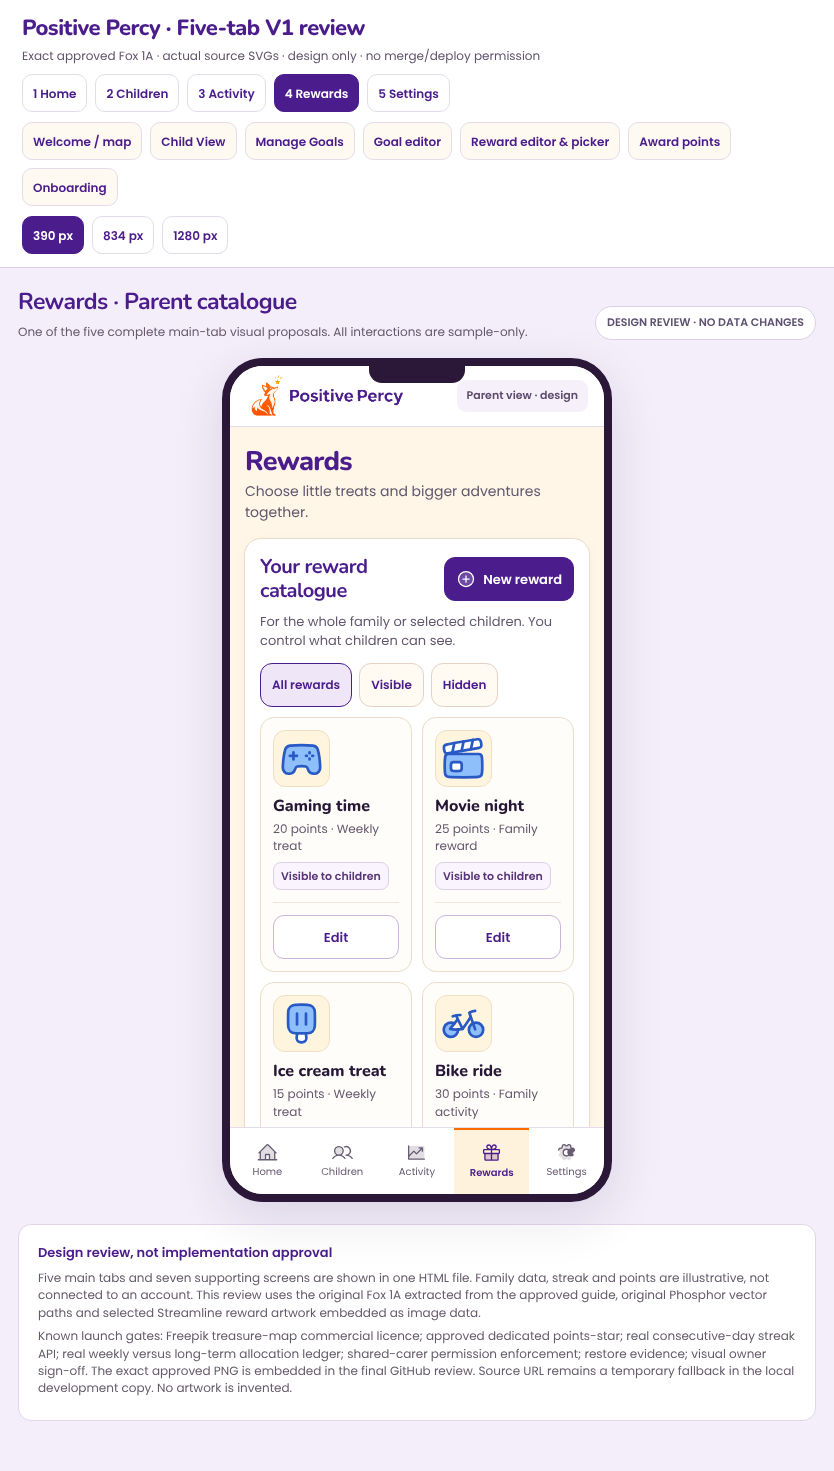 Positive Percy · Five-tab V1 review
Exact approved Fox 1A · actual source SVGs · design only · no merge/deploy permission
1 Home
2 Children
3 Activity
4 Rewards
5 Settings
Welcome / map
Child View
Manage Goals
Goal editor
Reward editor & picker
Award points
Onboarding
390 px
834 px
1280 px
Rewards · Parent catalogue
One of the five complete main-tab visual proposals. All interactions are sample-only.
DESIGN REVIEW · NO DATA CHANGES
Positive Percy
Parent view · design
Rewards
Choose little treats and bigger adventures
together.
Your reward
catalogue
New reward
For the whole family or selected children. You
control what children can see.
All rewards
Visible
Hidden
Gaming time
20 points · Weekly
treat
Visible to children
Edit
Movie night
25 points · Family
reward
Visible to children
Edit
Ice cream treat
15 points · Weekly
treat
Bike ride
30 points · Family
activity
Home
Children
Activity
Rewards
Settings
Design review, not implementation approval
Five main tabs and seven supporting screens are shown in one HTML file. Family data, streak and points are illustrative, not
connected to an account. This review uses the original Fox 1A extracted from the approved guide, original Phosphor vector
paths and selected Streamline reward artwork embedded as image data.
Known launch gates: Freepik treasure-map commercial licence; approved dedicated points-star; real consecutive-day streak
API; real weekly versus long-term allocation ledger; shared-carer permission enforcement; restore evidence; visual owner
sign-off. The exact approved PNG is embedded in the final GitHub review. Source URL remains a temporary fallback in the local
development copy. No artwork is invented.